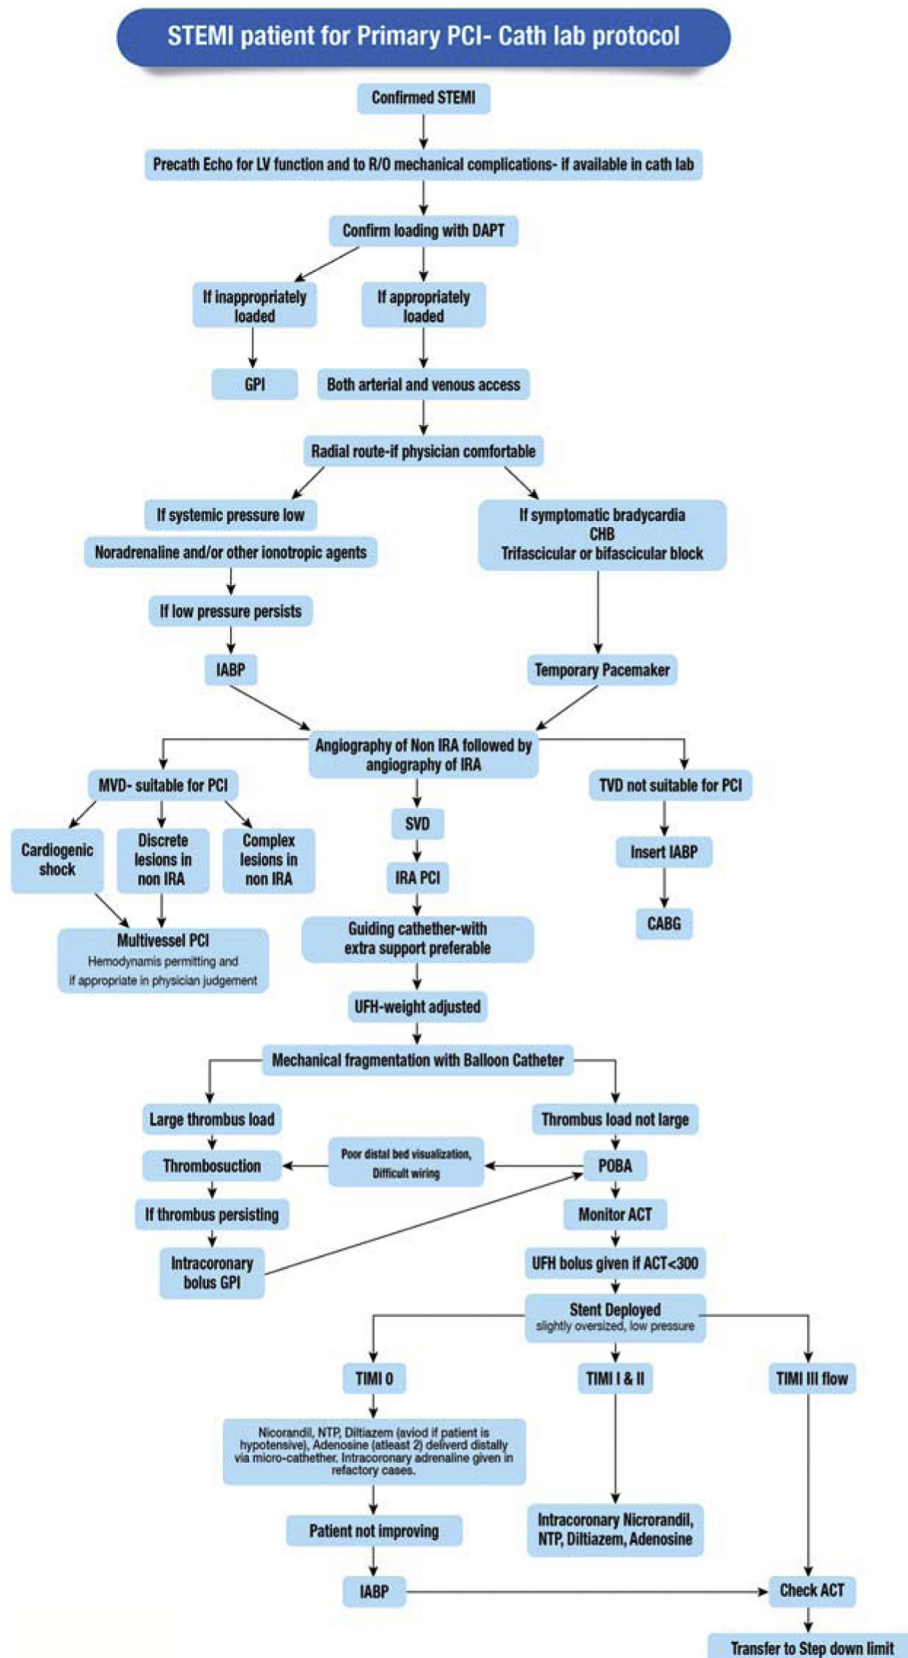 STEMI patient for Primary PCI- Cath lab protocol
Confirmed STEMI
Precath Echo for LV function and to R/O mechanical complications- if available in cath lab
Confirm loading with DAPT
If inappropriately
loaded
If appropriately
loaded
GPI
Both arterial and venous access
Radial route-if physician comfortable
If systemic pressure low
Noradrenaline and/or other ionotropic agents
If low pressure persists
IABP
If symptomatic bradycardia
CHB
Trifascicular or bifascicular block
Temporary Pacemaker
Angiography of Non IRA followed by
angiography of IRA
MVD- suitable for PCI
Cardiogenic
shock
Discrete
lesions in
non IRA
Complex
lesions in
non IRA
Multivessel PCI
Hemodynamis permitting and
if appropriate in physician judgement
SVD
IRA PCI
Guiding cathether-with
extra support preferable
UFH-weight adjusted
TVD not suitable for PCI
Insert IABP
CABG
Mechanical fragmentation with Balloon Catheter
Large thrombus load
Thrombosuction
If thrombus persisting
Intracoronary
bolus GPI
Poor distal bed visualization,
Difficult wiring
Thrombus load not large
POBA
Monitor ACT
UFH bolus given if ACT<300
Stent Deployed
slightly oversized, low pressure
TIMI 0
TIMI I & II
TIMI III flow
Nicorandil, NTP, Diltiazem (aviod if patient is
hypotensive), Adenosine (atleast 2) deliverd distally
via micro-cathether. Intracoronary adrenaline given in
refactory cases.
Patient not improving
IABP
Intracoronary Nicrorandil,
NTP, Diltiazem, Adenosine
Check ACT
Transfer to Step down limit